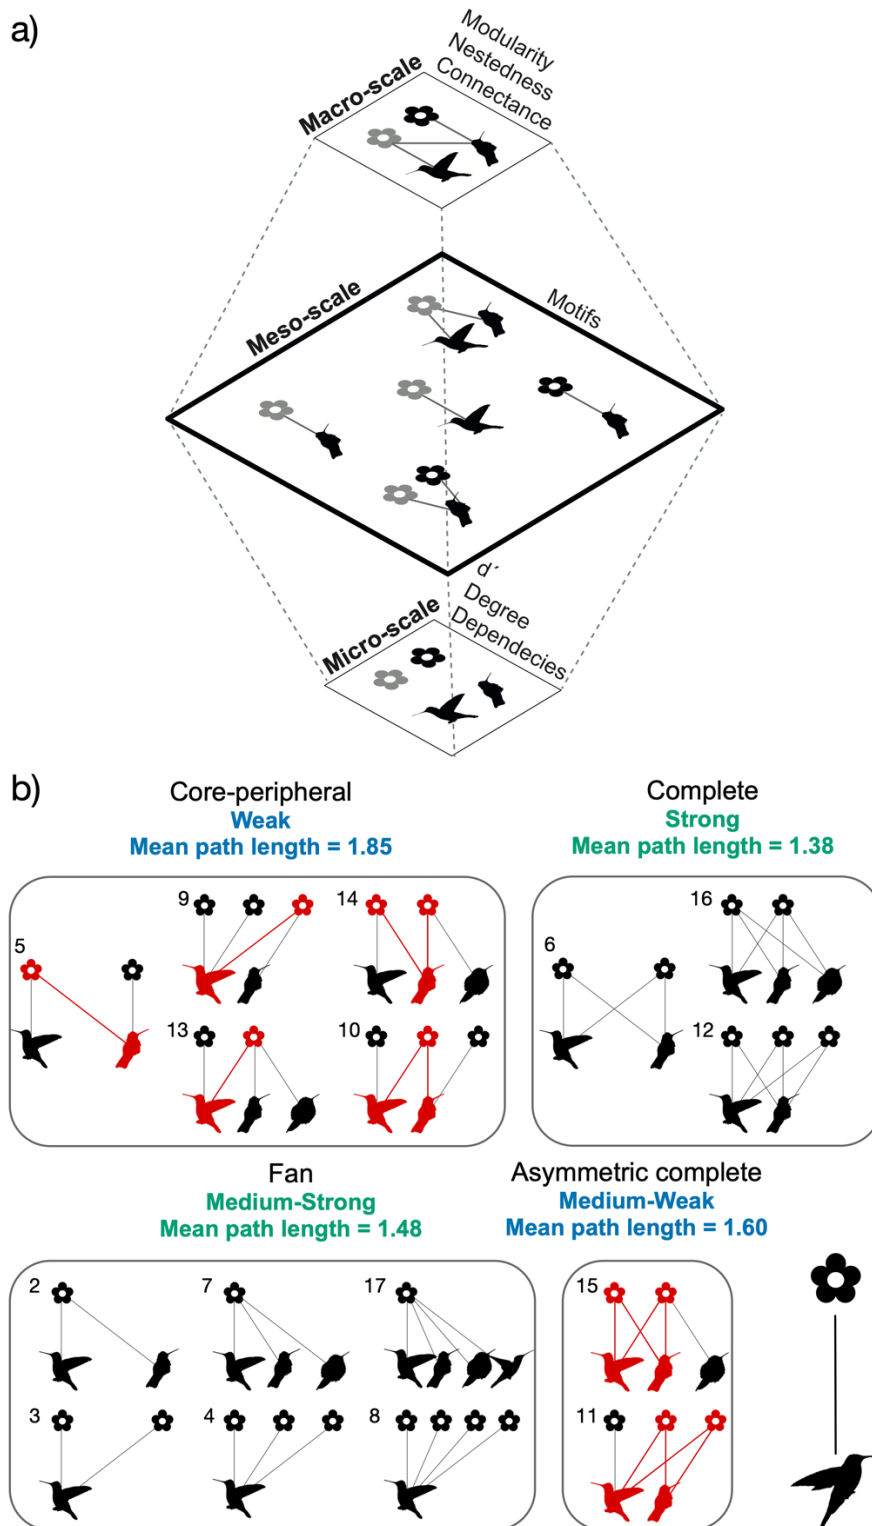 a)
Macro-scale
Modularity
Nestedness
Connectance
Meso-scale
Motifs
Micro-scale
d´
Degree
Dependecies
b)
Core-peripheral
Weak
Mean path length = 1.85
Complete
Strong
Mean path length = 1.38
5
9
14
13
10
6
16
12
Fan
Medium-Strong
Mean path length = 1.48
Asymmetric complete
Medium-Weak
Mean path length = 1.60
2
7
17
3
4
8
15
11